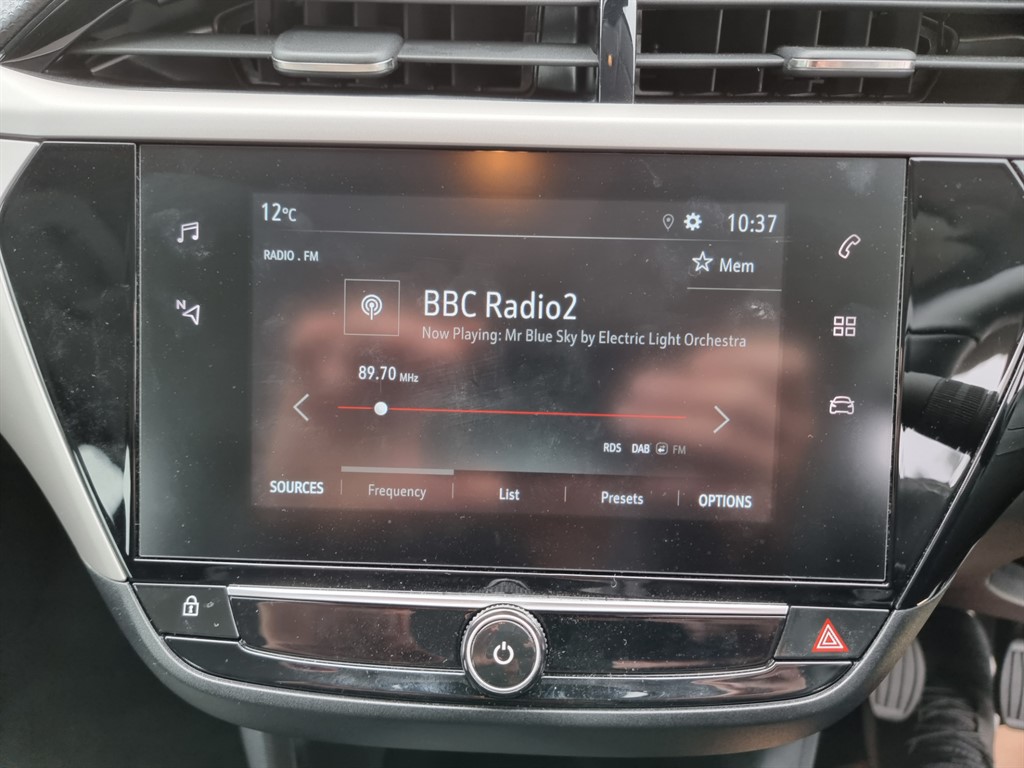 12°C
10:37
RADIO . FM
Mem
BBC Radio2
Now Playing: Mr Blue Sky by Electric Light Orchestra
N
89.70 MHz
RDS DAB FM
SOURCES Frequency List Presets OPTIONS